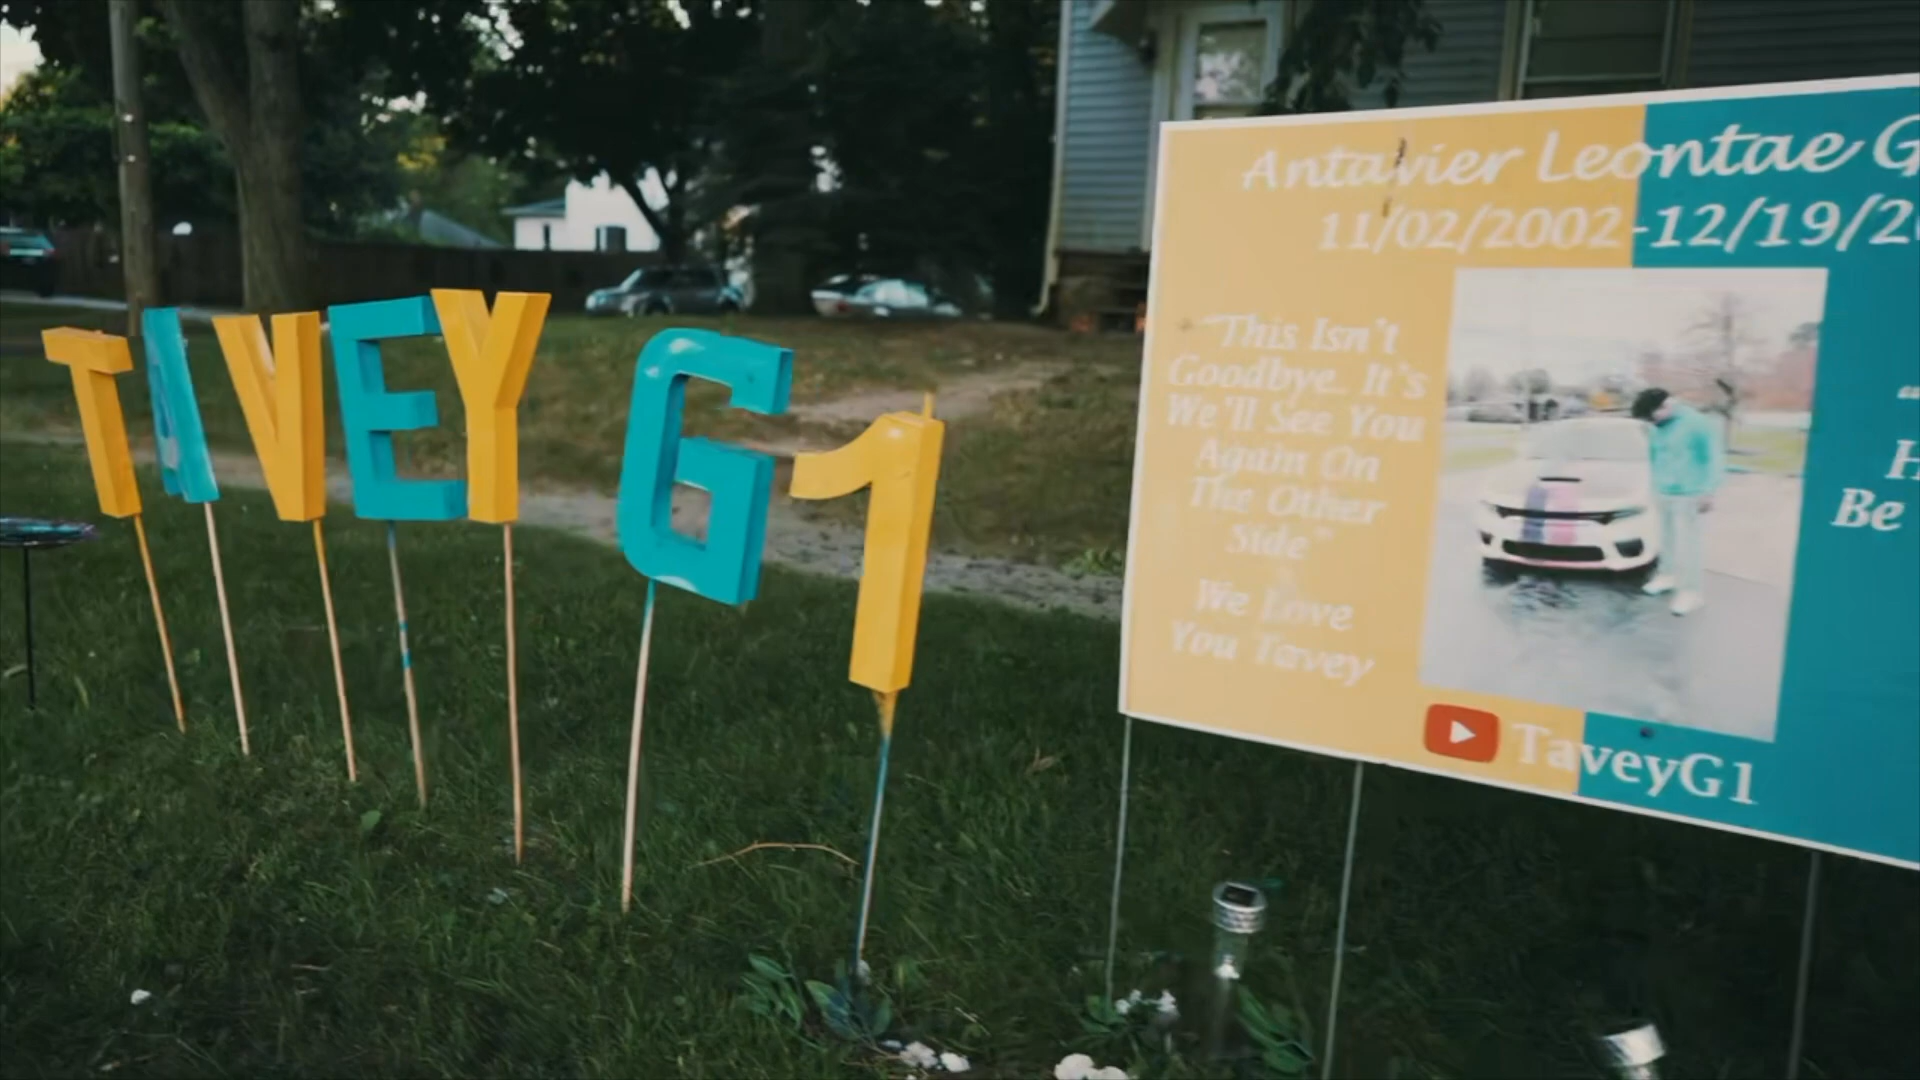 TAVEY G1
Antavier Leontae G
11/02/2002-12/19/2
"This Isn't
Goodbye.. It's
We'll See You
Again On
The Other
Side"
We Love
You Tavey
H
Be
TaveyG1